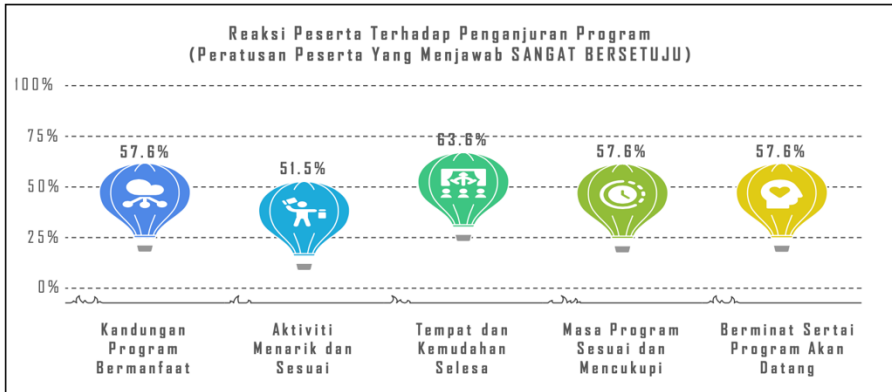 Reaksi Peserta Terhadap Penganjuran Program
(Peratusan Peserta Yang Menjawab SANGAT BERSETUJU)
100%
75%
50%
25%
0%
57.6%
51.5%
63.6%
57.6%
57.6%
Kandungan
Program
Bermanfaat
Aktiviti
Menarik dan
Sesuai
Tempat dan
Kemudahan
Selesa
Masa Program
Sesuai dan
Mencukupi
Berminat Sertai
Program Akan
Datang